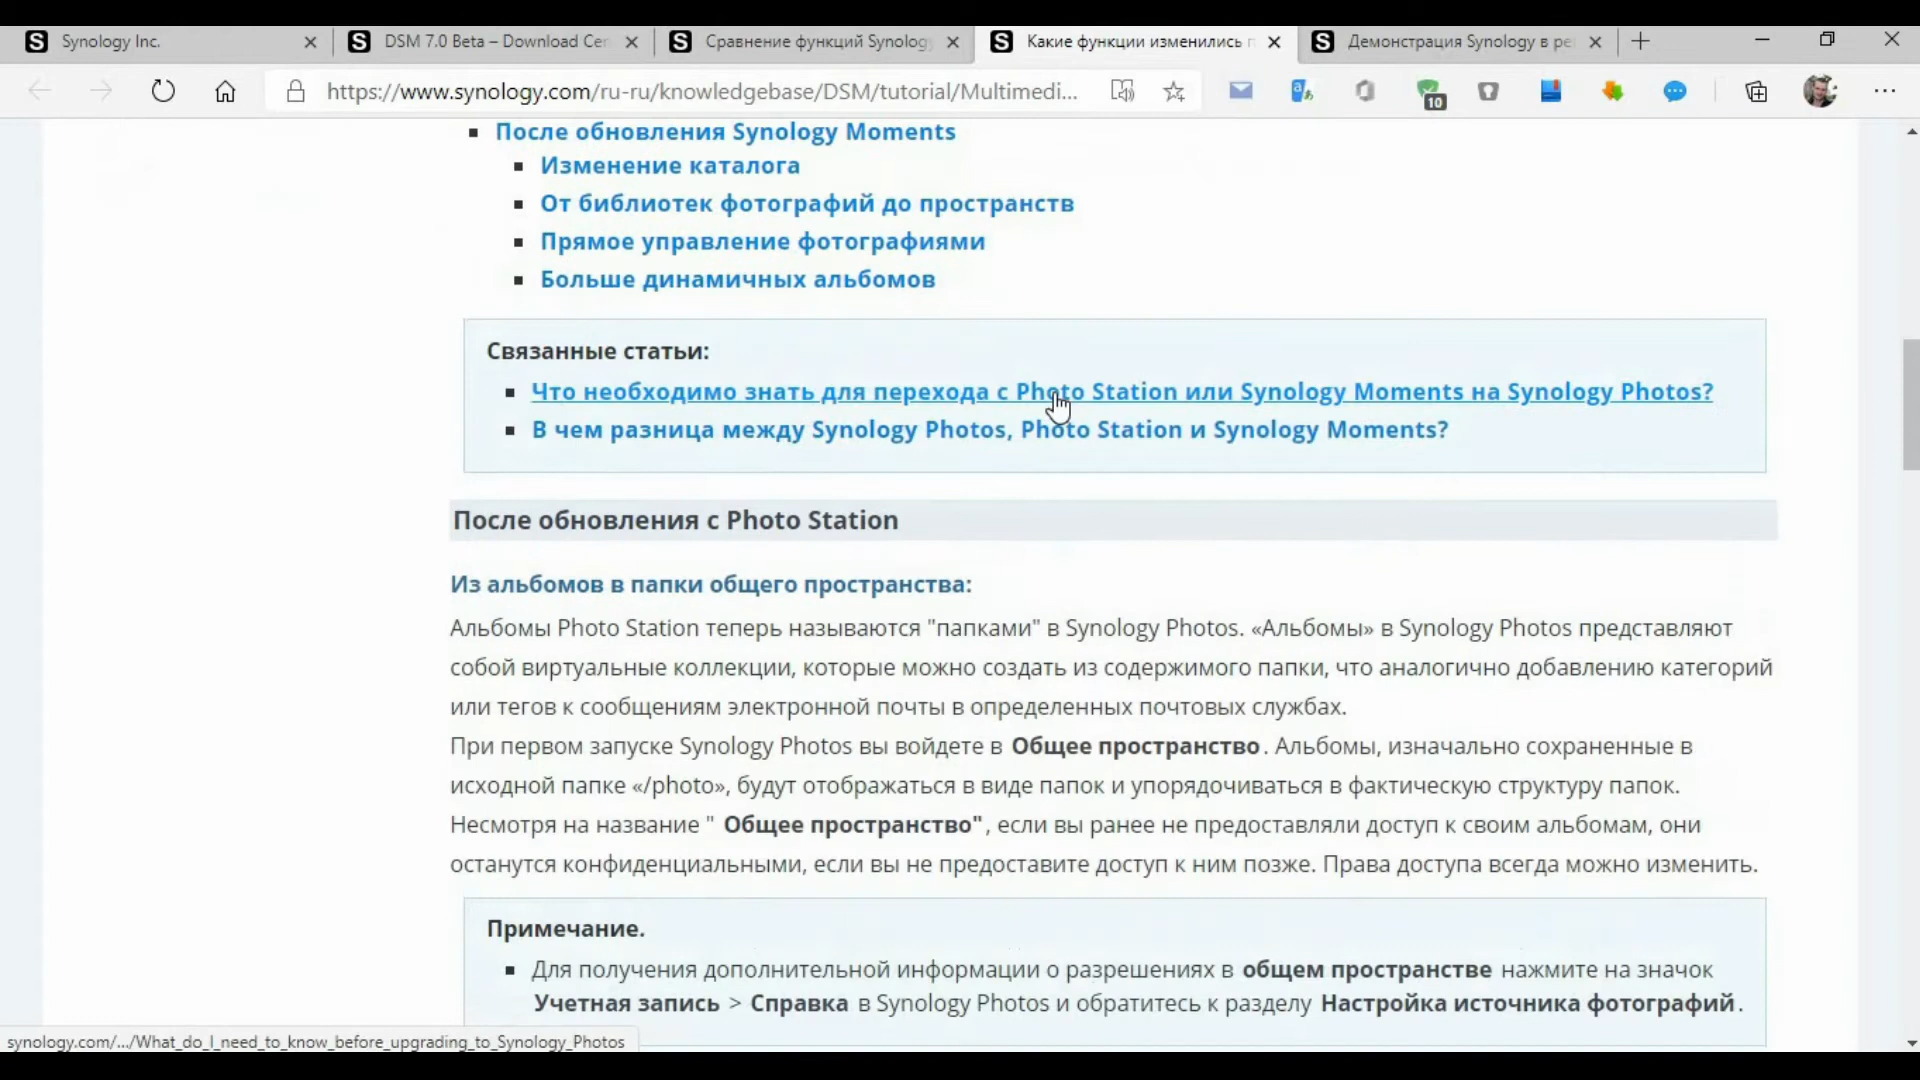 Synology Inc.
DSM 7.0 Beta – Download Cer
Сравнение функций Synology
Какие функции изменились п
Демонстрация Synology в ре
https://www.synology.com/ru-ru/knowledgebase/DSM/tutorial/Multimedi...
10
После обновления Synology Moments
Изменение каталога
От библиотек фотографий до пространств
Прямое управление фотографиями
Больше динамичных альбомов
Связанные статьи:
Что необходимо знать для перехода с Photo Station или Synology Moments на Synology Photos?
В чем разница между Synology Photos, Photo Station и Synology Moments?
После обновления с Photo Station
Из альбомов в папки общего пространства:
Альбомы Photo Station теперь называются "папками" в Synology Photos. «Альбомы» в Synology Photos представляют
собой виртуальные коллекции, которые можно создать из содержимого папки, что аналогично добавлению категорий
или тегов к сообщениям электронной почты в определенных почтовых службах.
При первом запуске Synology Photos вы войдете в Общее пространство. Альбомы, изначально сохраненные в
исходной папке «/photo», будут отображаться в виде папок и упорядочиваться в фактическую структуру папок.
Несмотря на название " Общее пространство", если вы ранее не предоставляли доступ к своим альбомам, они
останутся конфиденциальными, если вы не предоставите доступ к ним позже. Права доступа всегда можно изменить.
Примечание.
Для получения дополнительной информации о разрешениях в общем пространстве нажмите на значок
Учетная запись > Справка в Synology Photos и обратитесь к разделу Настройка источника фотографий.
synology.com/.../What_do_I_need_to_know_before_upgrading_to_Synology_Photos